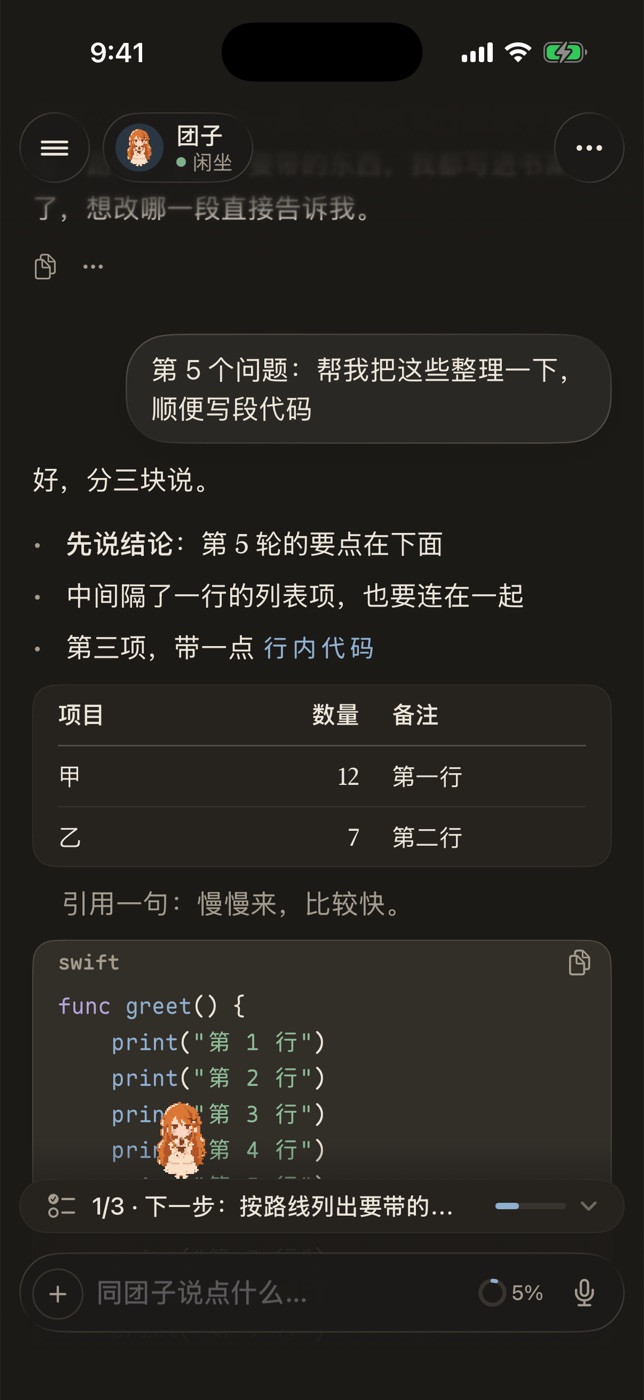 9:41
团子
闲坐
了，想改哪一段直接告诉我。
第 5 个问题：帮我把这些整理一下，
顺便写段代码
好，分三块说。
• 先说结论：第 5 轮的要点在下面
• 中间隔了一行的列表项，也要连在一起
• 第三项，带一点 行内代码
项目 数量 备注
甲 12 第一行
乙 7 第二行
引用一句：慢慢来，比较快。
swift
func greet() {
print("第 1 行")
print("第 2 行")
prin "第 3 行")
prin 第 4 行")
1/3 · 下一步：按路线列出要带的...
同团子说点什么...
5%